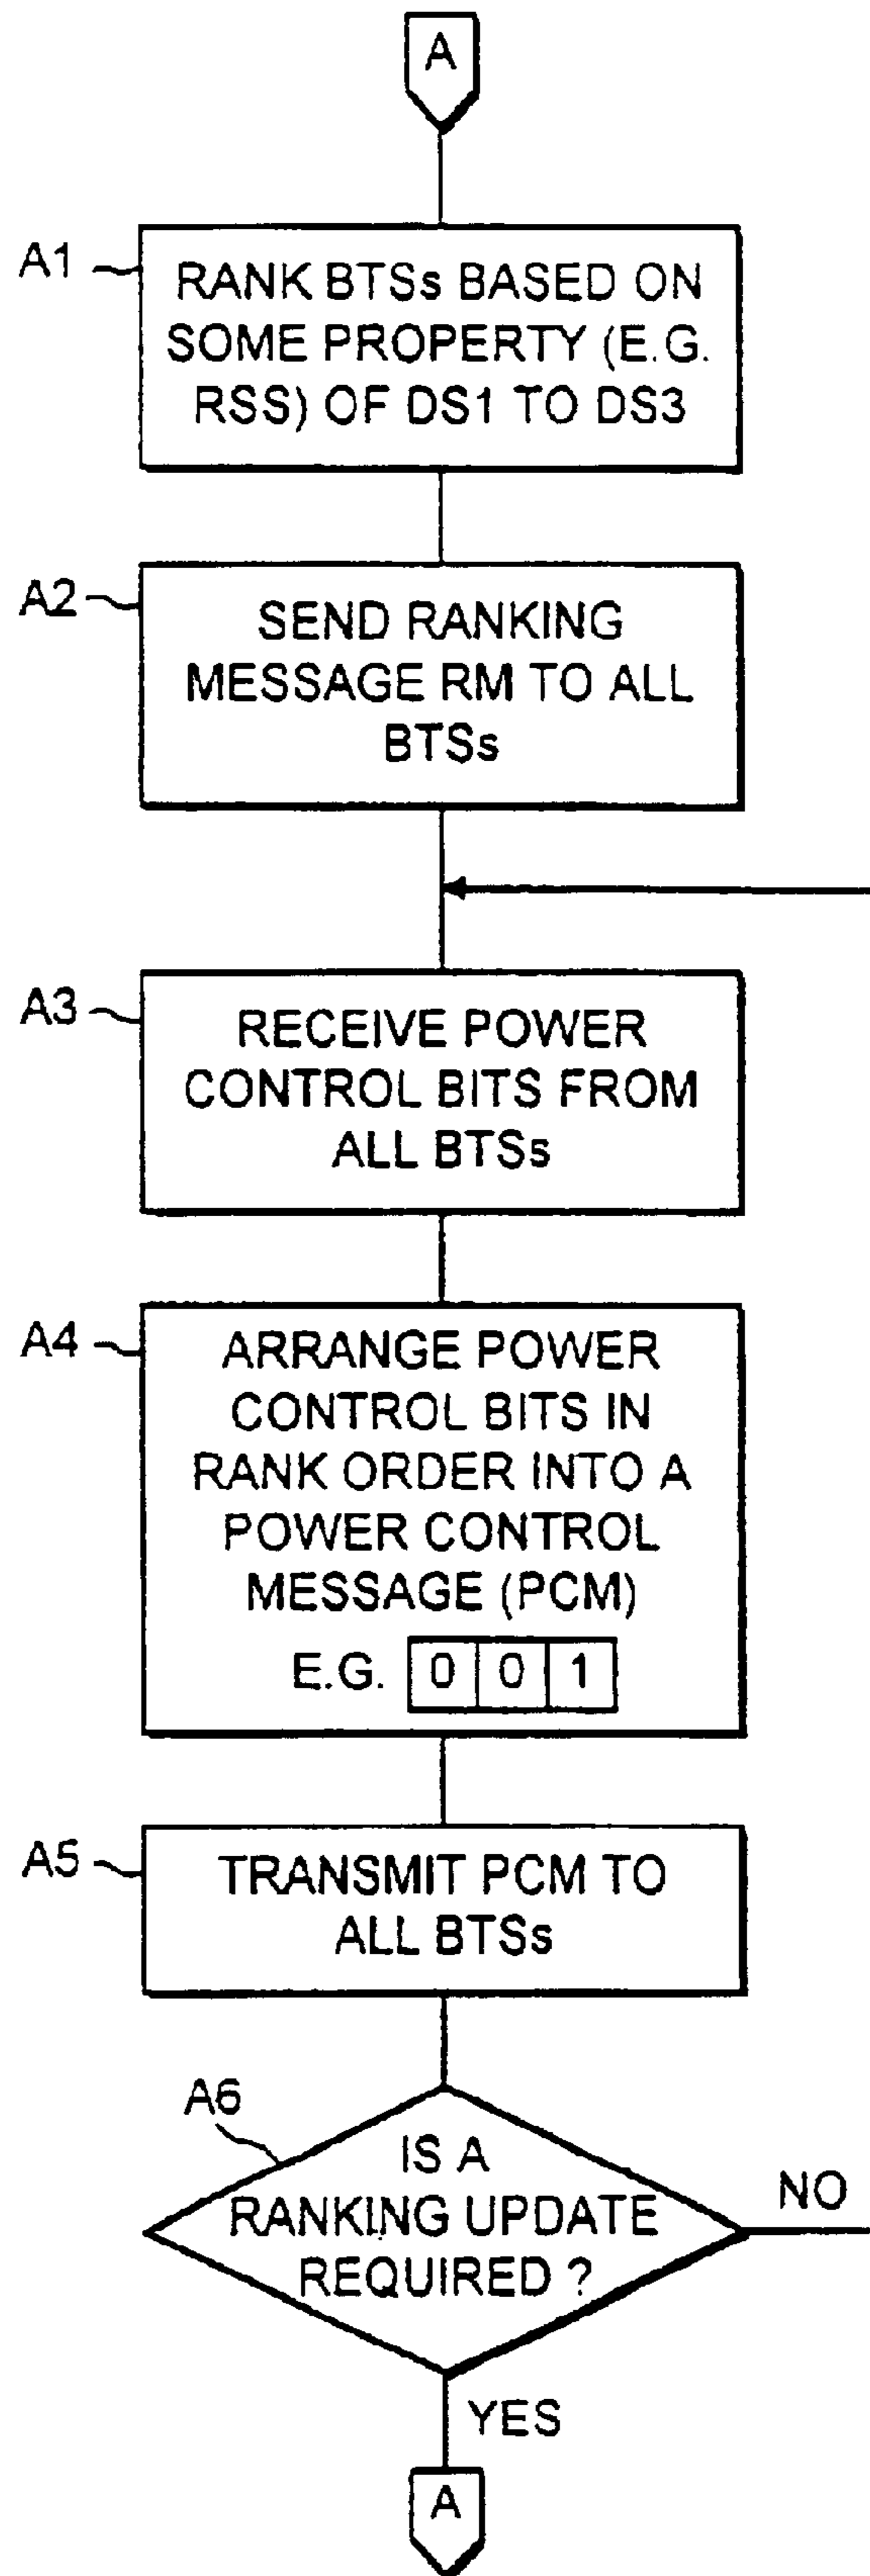 A
A1
RANK BTSs BASED ON
SOME PROPERTY (E.G.
RSS) OF DS1 TO DS3
A2
SEND RANKING
MESSAGE RM TO ALL
BTSs
A3
RECEIVE POWER
CONTROL BITS FROM
ALL BTSs
A4
ARRANGE POWER
CONTROL BITS IN
RANK ORDER INTO A
POWER CONTROL
MESSAGE (PCM)
E.G. 0 0 1
A5
TRANSMIT PCM TO
ALL BTSs
A6
IS A
RANKING UPDATE
REQUIRED ?
NO
YES
A